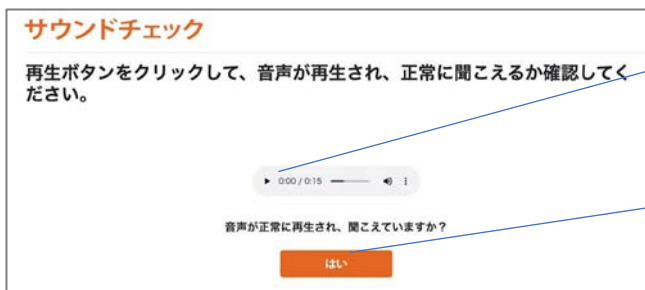 サウンドチェック
再生ボタンをクリックして、音声が再生され、正常に聞こえるか確認してく
ださい。
0:00 / 0:15
音声が正常に再生され、聞こえていますか？
はい